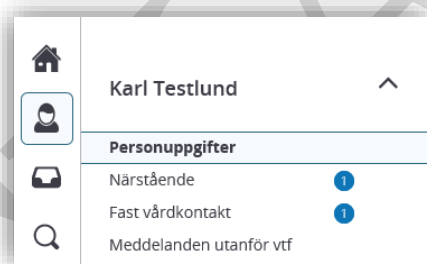 Karl Testlund
Personuppgifter
Närstående 1
Fast vårdkontakt 1
Meddelanden utanför vtf